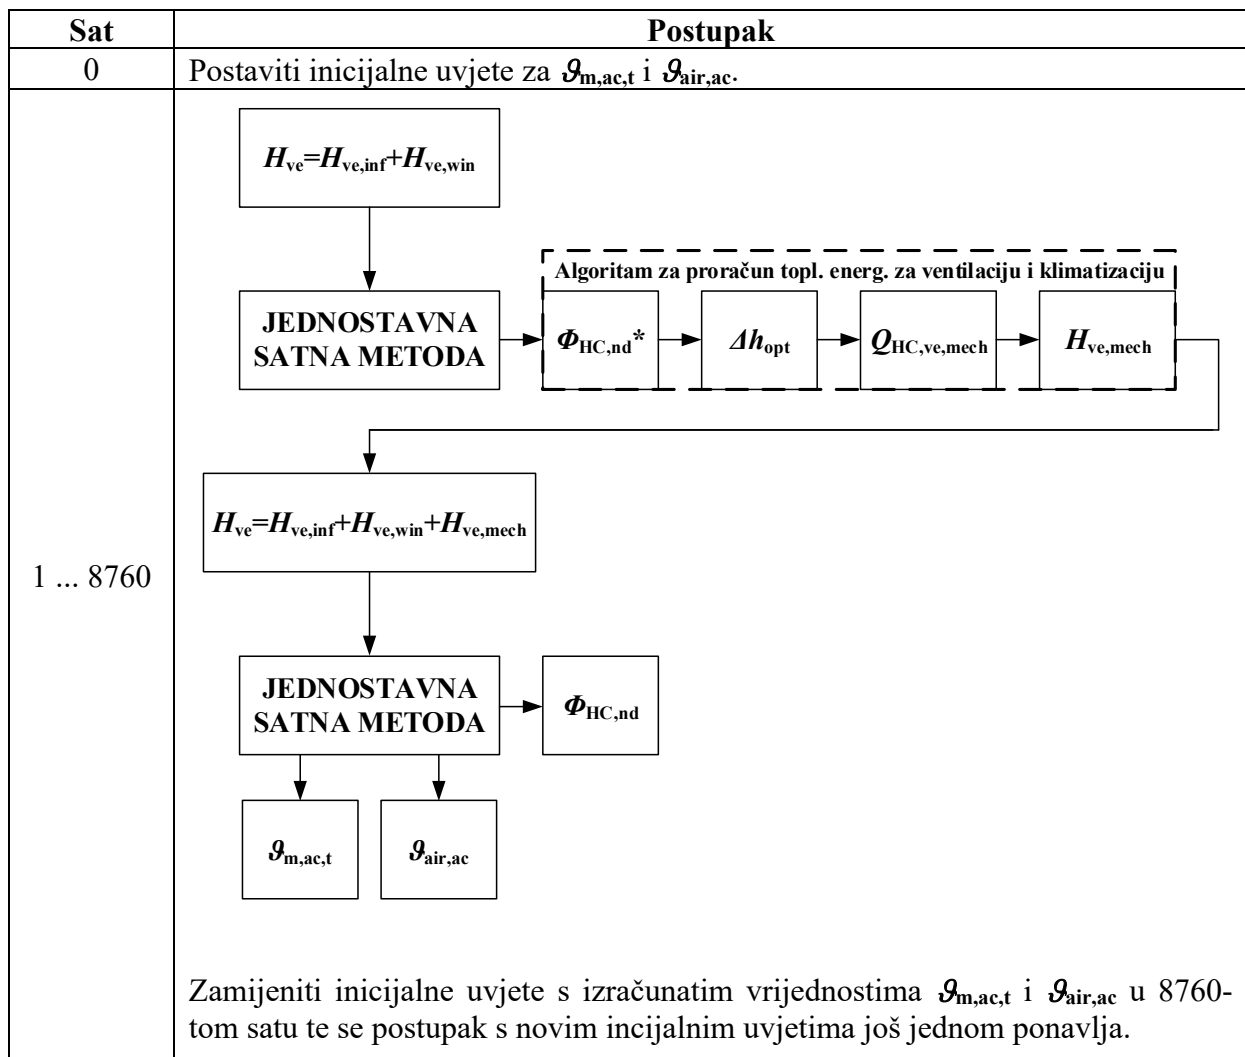 Sat Postupak
0 Postaviti inicijalne uvjete za ϑm,ac,t i ϑair,ac.
Hve=Hve,inf+Hve,win
Algoritam za proračun topl. energ. za ventilaciju i klimatizaciju
JEDNOSTAVNA
SATNA METODA
ΦHC,nd*
Δhopt
QHC,ve,mech
Hve,mech
Hve=Hve,inf+Hve,win+Hve,mech
1 ... 8760
JEDNOSTAVNA
SATNA METODA
ΦHC,nd
ϑm,ac,t
ϑair,ac
Zamijeniti inicijalne uvjete s izračunatim vrijednostima ϑm,ac,t i ϑair,ac u 8760-
tom satu te se postupak s novim incijalnim uvjetima još jednom ponavlja.